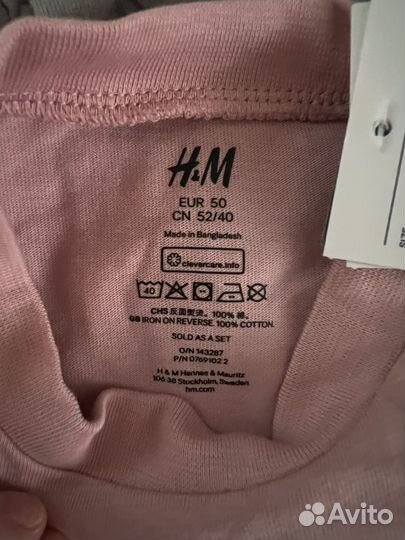 H&M
EUR 50
CN 52/40
Made in Bangladesh
clevercare.info
40
CHS 反面熨烫。100% 棉。
GB IRON ON REVERSE 100% COTTON.
SOLD AS A SET
O/N 143287
P/N 0769102 2
H & M Hennes & Mauritz
106 38 Stockholm, Sweden
hm.com
SIZE
Avito